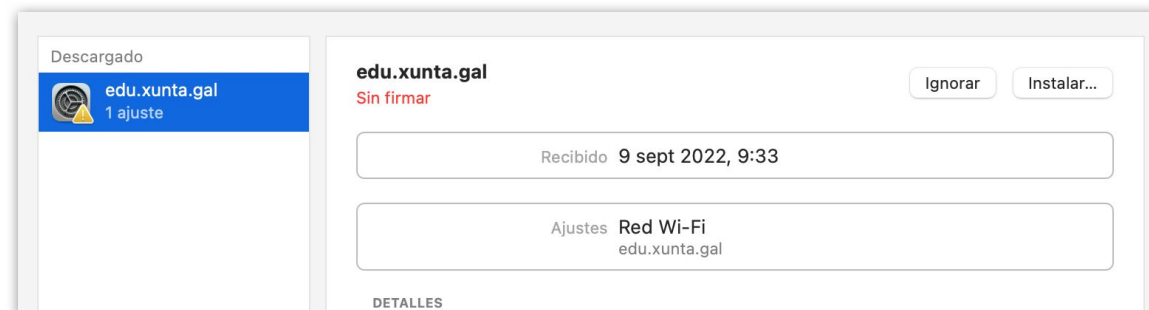 Descargado
edu.xunta.gal
1 ajuste
edu.xunta.gal
Sin firmar
Ignorar
Instalar...
Recibido 9 sept 2022, 9:33
Ajustes Red Wi-Fi
edu.xunta.gal
DETALLES